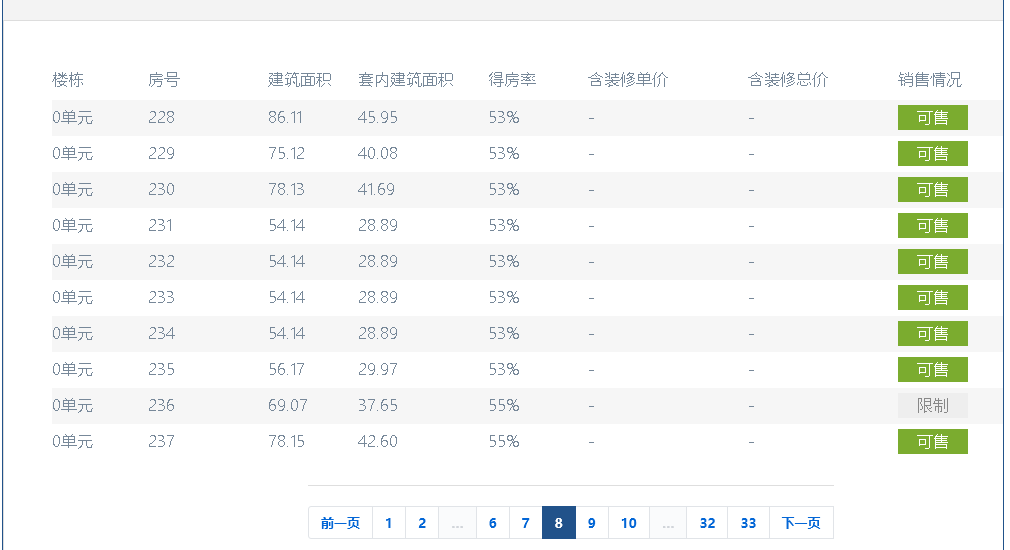 楼栋 房号 建筑面积 套内建筑面积 得房率 含装修单价 含装修总价 销售情况
0单元 228 86.11 45.95 53% - - 可售
0单元 229 75.12 40.08 53% - - 可售
0单元 230 78.13 41.69 53% - - 可售
0单元 231 54.14 28.89 53% - - 可售
0单元 232 54.14 28.89 53% - - 可售
0单元 233 54.14 28.89 53% - - 可售
0单元 234 54.14 28.89 53% - - 可售
0单元 235 56.17 29.97 53% - - 可售
0单元 236 69.07 37.65 55% - - 限制
0单元 237 78.15 42.60 55% - - 可售
前一页 1 2 ... 6 7 8 9 10 ... 32 33 下一页